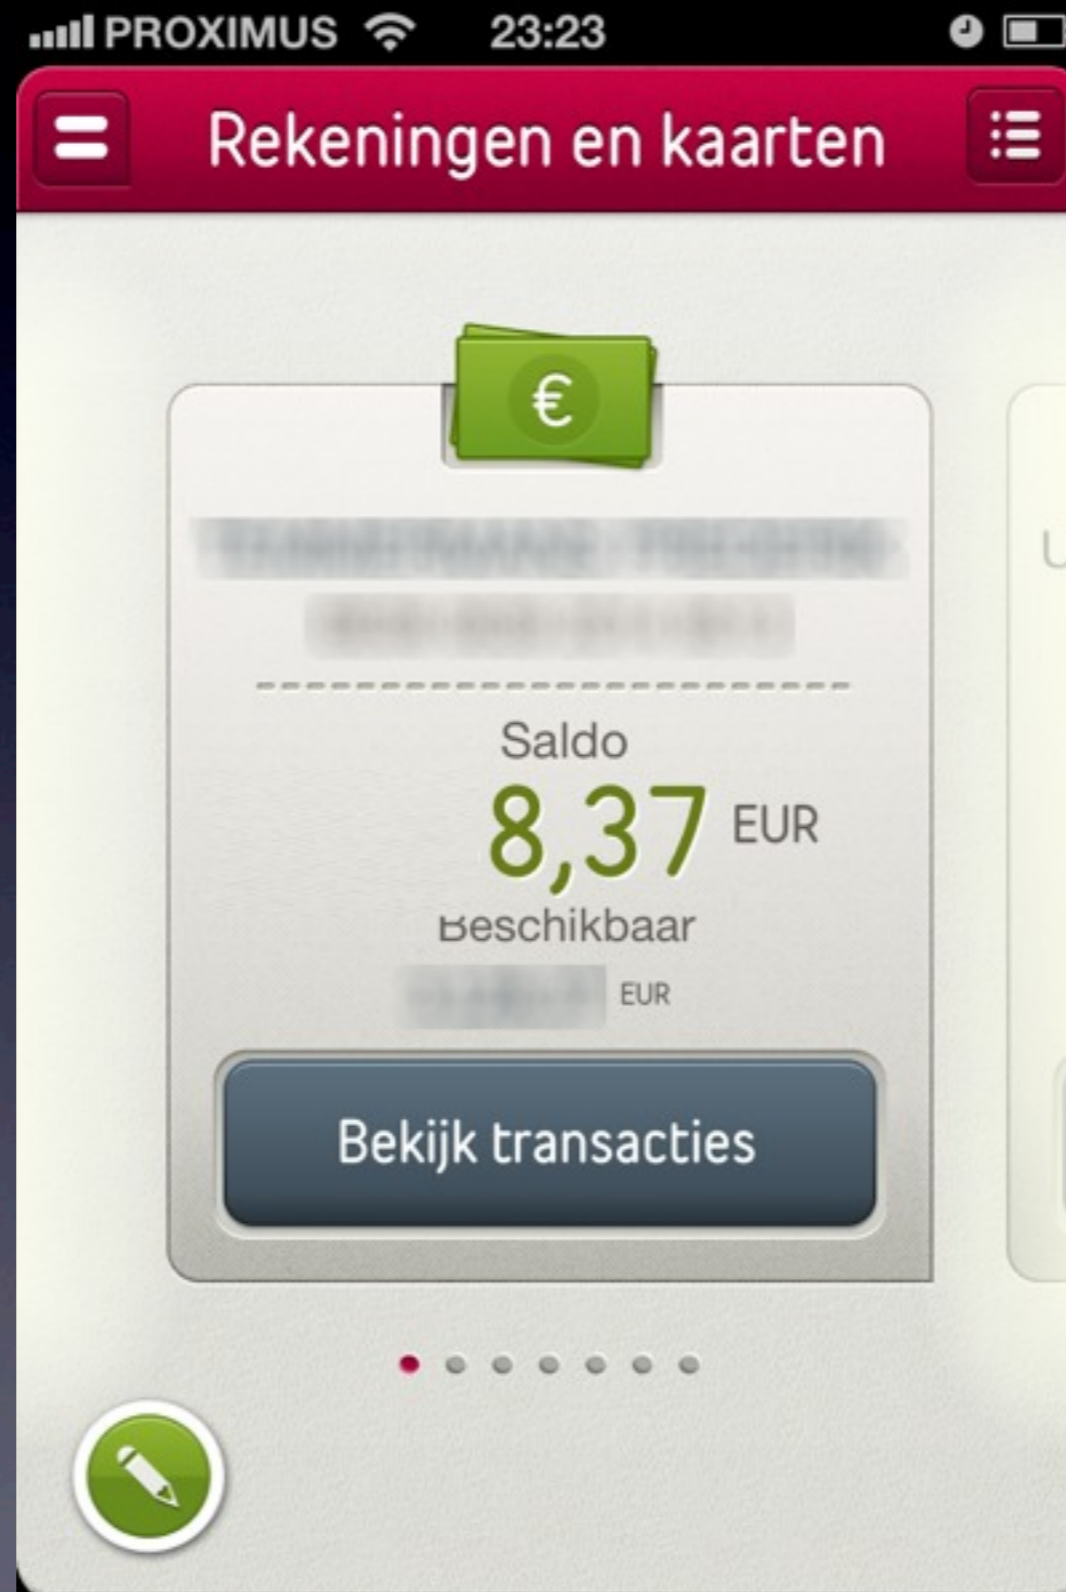 PROXIMUS 23:23
Rekeningen en kaarten
€
Saldo
8,37 EUR
Beschikbaar
EUR
Bekijk transacties